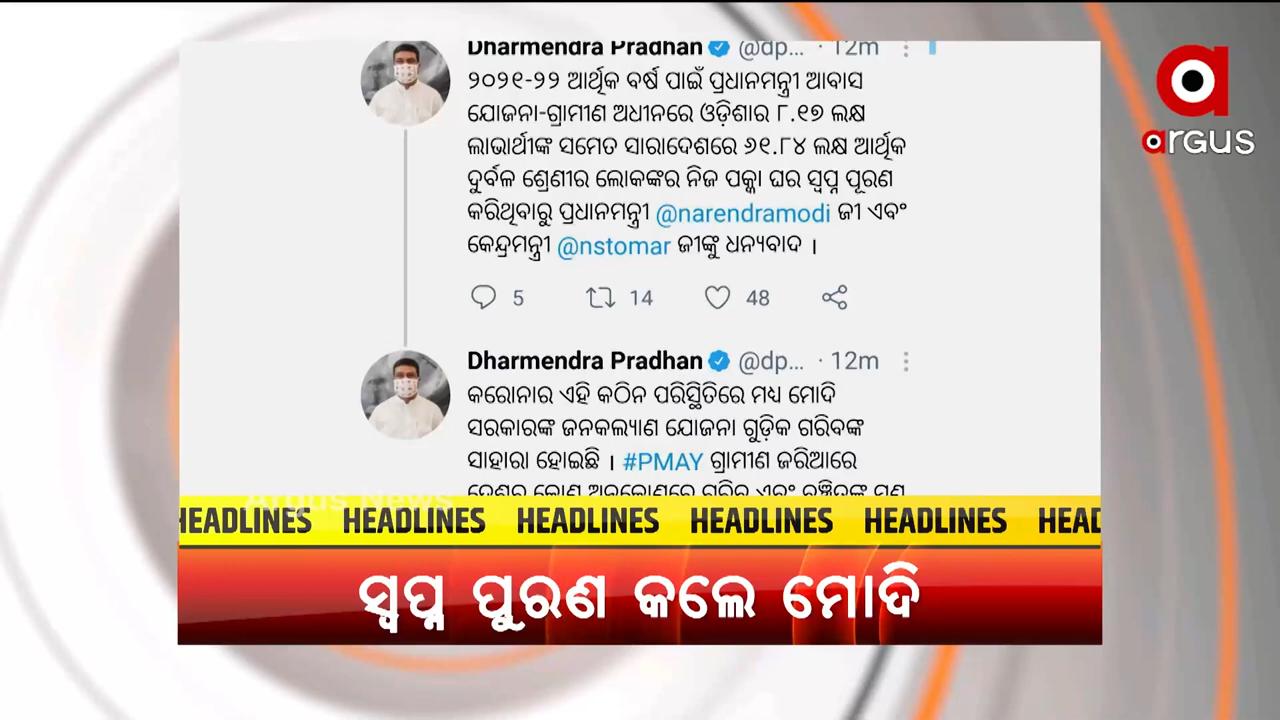 Dharmendra Pradhan @dp... · 12m
୨୦୨୧-୨୨ ଆର୍ଥିକ ବର୍ଷ ପାଇଁ ପ୍ରଧାନମନ୍ତ୍ରୀ ଆବାସ
ଯୋଜନା-ଗ୍ରାମୀଣ ଅଧୀନରେ ଓଡ଼ିଶାର ୮.୧୭ ଲକ୍ଷ
ଲାଭାର୍ଥୀଙ୍କ ସମେତ ସାରାଦେଶରେ ୬୧.୮୪ ଲକ୍ଷ ଆର୍ଥିକ
ଦୁର୍ବଳ ଶ୍ରେଣୀର ଲୋକଙ୍କର ନିଜ ପକ୍କା ଘର ସ୍ୱପ୍ନ ପୂରଣ
କରିଥିବାରୁ ପ୍ରଧାନମନ୍ତ୍ରୀ @narendramodi ଜୀ ଏବଂ
କେନ୍ଦ୍ରମନ୍ତ୍ରୀ @nstomar ଜୀଙ୍କୁ ଧନ୍ୟବାଦ ।
5 14 48
Dharmendra Pradhan @dp... · 12m
କରୋନାର ଏହି କଠିନ ପରିସ୍ଥିତିରେ ମଧ୍ୟ ମୋଦି
ସରକାରଙ୍କ ଜନକଲ୍ୟାଣ ଯୋଜନା ଗୁଡ଼ିକ ଗରିବଙ୍କ
ସାହାରା ହୋଇଛି । #PMAY ଗ୍ରାମୀଣ ଜରିଆରେ
Argus News
HEADLINES HEADLINES HEADLINES HEADLINES HEADLINES HEAD
ସ୍ୱପ୍ନ ପୁରଣ କଲେ ମୋଦି
argus